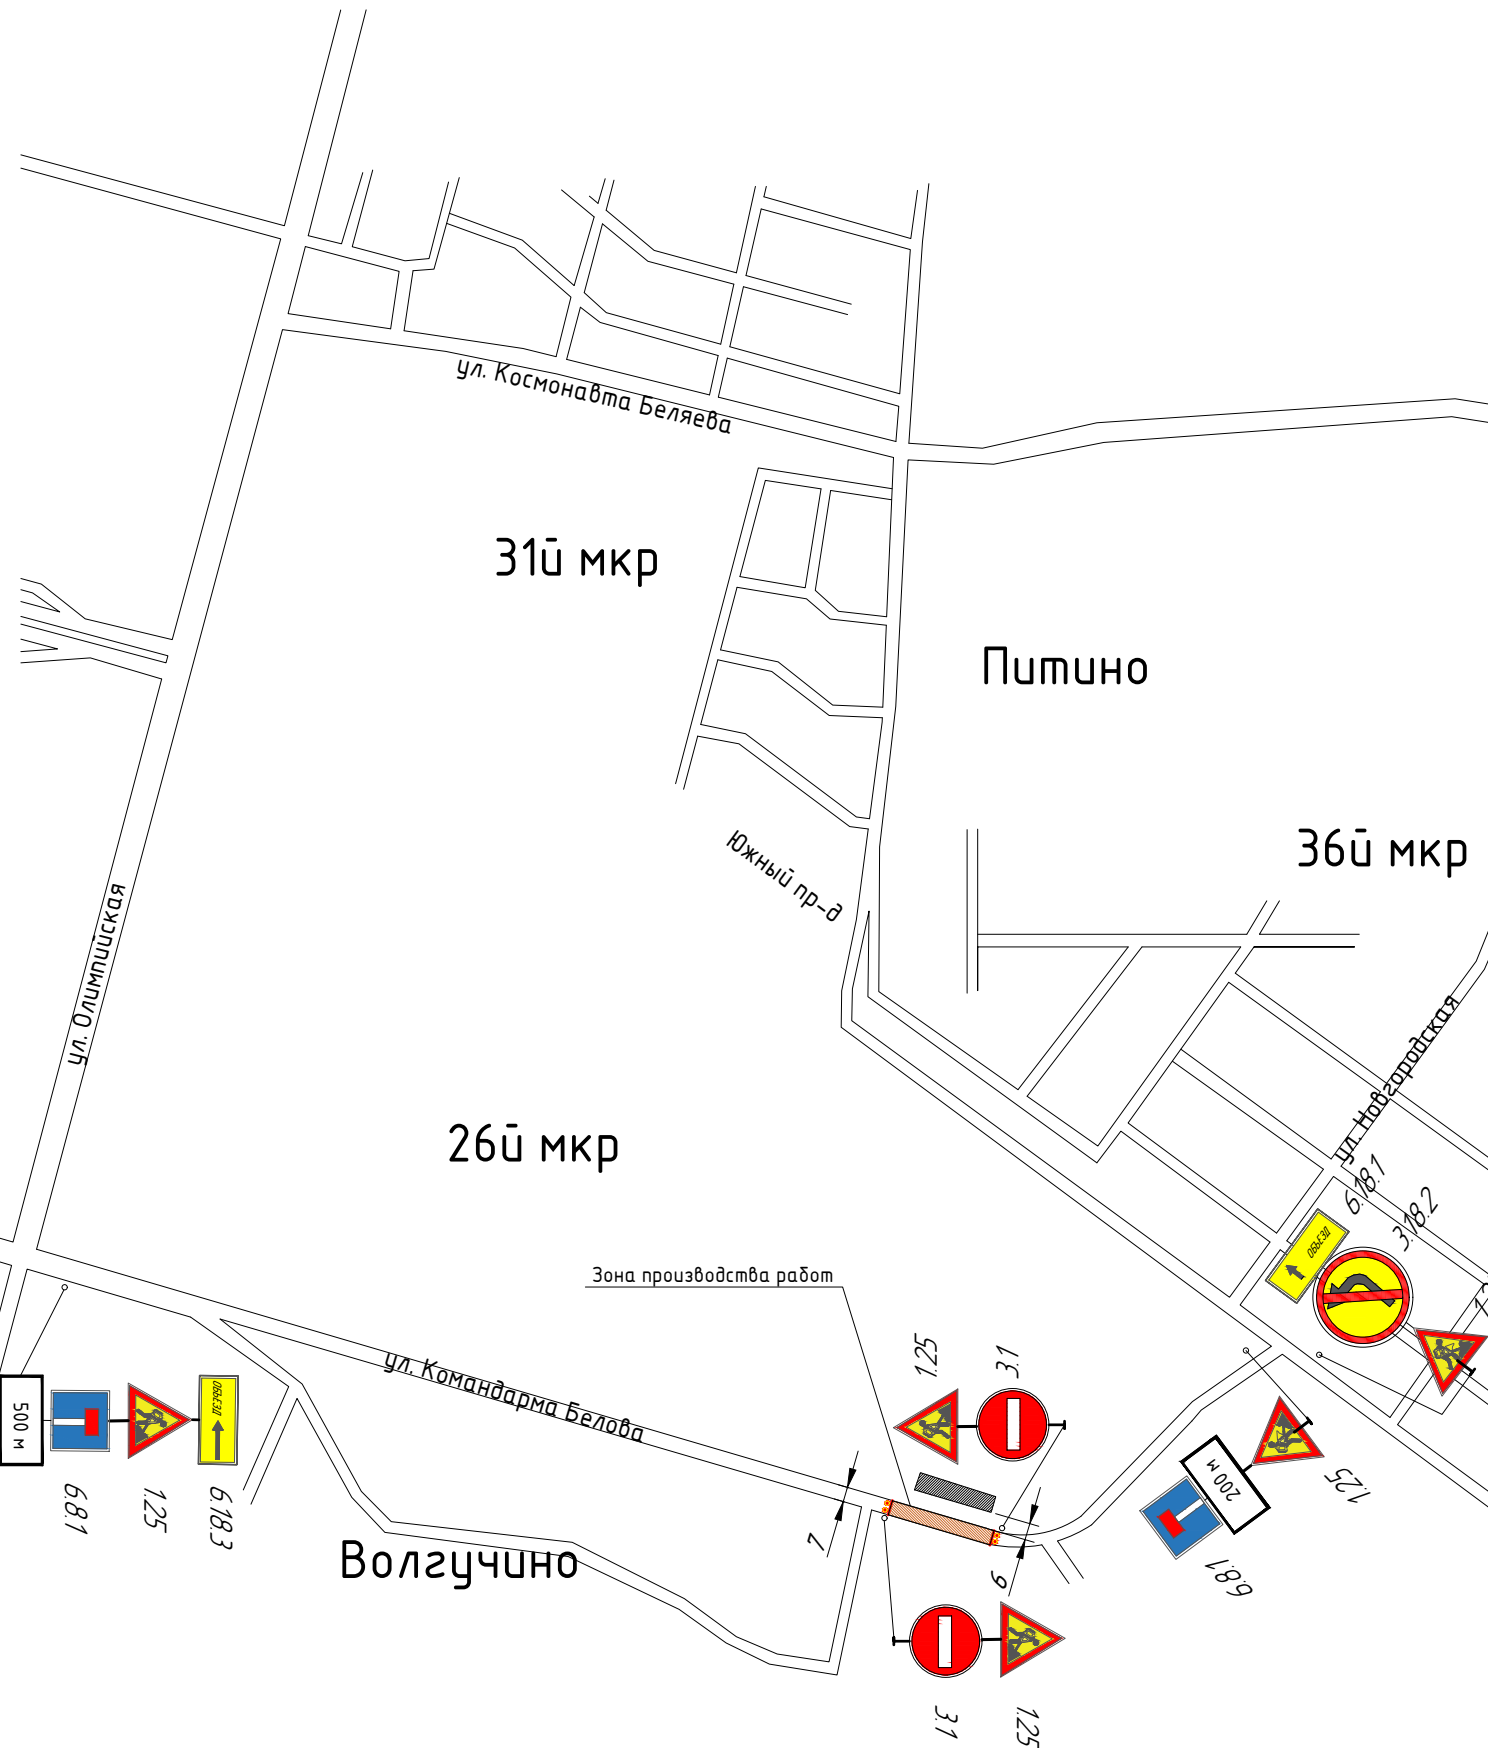 ул. Космонавта Беляева
31й мкр
Питино
36й мкр
Южный пр-д
ул. Олимпийская
ул. Новгородская
26й мкр
6.18.1
3.18.2
ОБЪЕЗД
Зона производства работ
ул. Командарма Белова
1.25
3.1
ОБЪЕЗД
500 м
6.8.1
1.25
6.18.3
200 м
1.25
6.8.1
7
6
Волгучино
3.1
1.25